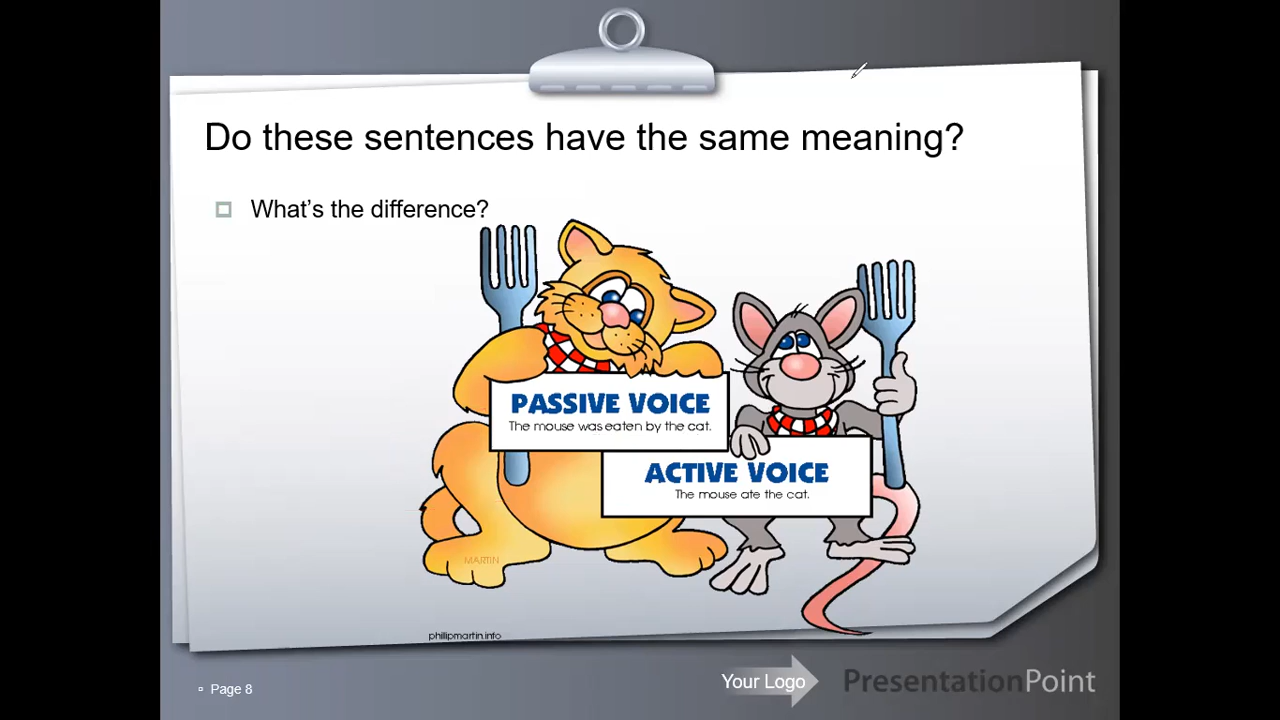 Do these sentences have the same meaning?
What's the difference?
PASSIVE VOICE
The mouse was eaten by the cat.
ACTIVE VOICE
The mouse ate the cat.
MARTIN
phillipmartin.info
Page 8
Your Logo
PresentationPoint